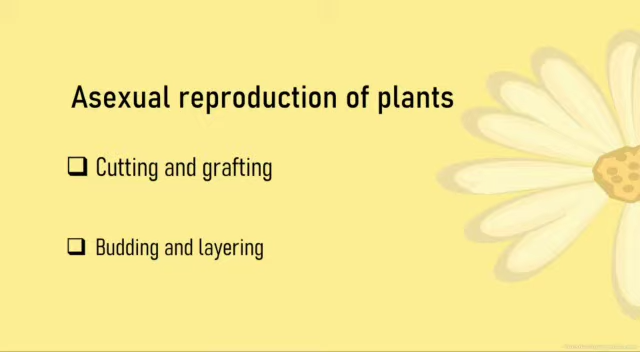 Asexual reproduction of plants
Cutting and grafting
Budding and layering